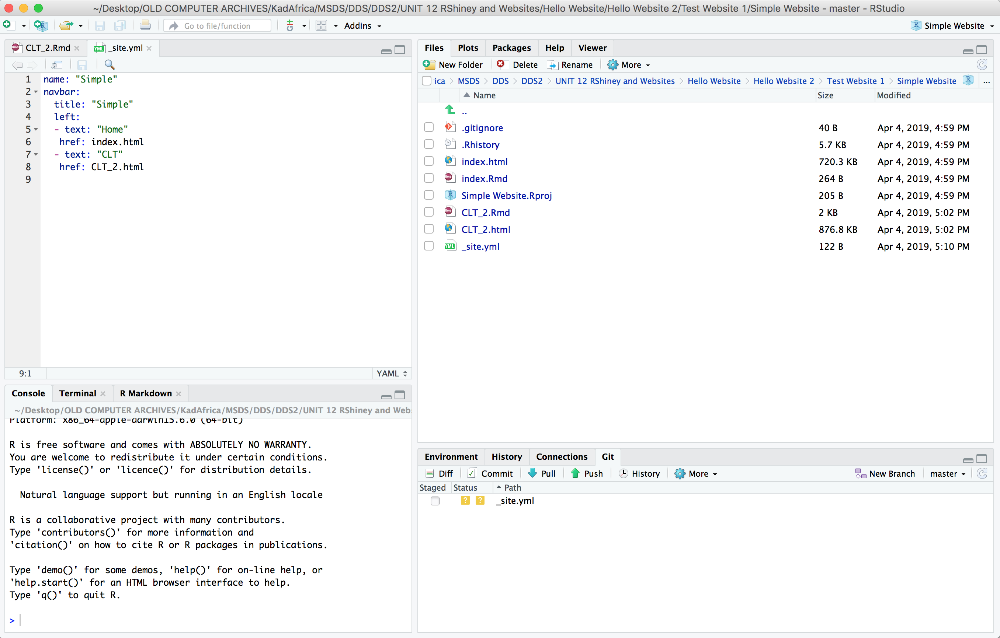 ~/Desktop/OLD COMPUTER ARCHIVES/KadAfrica/MSDS/DDS/DDS2/UNIT 12 RShiney and Websites/Hello Website/Hello Website 2/Test Website 1/Simple Website - master - RStudio
Go to file/function
Addins
Simple Website
CLT_2.Rmd
_site.yml
1 name: "Simple"
2 navbar:
3 title: "Simple"
4 left:
5 - text: "Home"
6 href: index.html
7 - text: "CLT"
8 href: CLT_2.html
9
9:1
YAML
Console Terminal R Markdown
~/Desktop/OLD COMPUTER ARCHIVES/KadAfrica/MSDS/DDS/DDS2/UNIT 12 RShiney and Web
Platform: x86_64-apple-darwin15.6.0 (64-bit)
R is free software and comes with ABSOLUTELY NO WARRANTY.
You are welcome to redistribute it under certain conditions.
Type 'license()' or 'licence()' for distribution details.
Natural language support but running in an English locale
R is a collaborative project with many contributors.
Type 'contributors()' for more information and
'citation()' on how to cite R or R packages in publications.
Type 'demo()' for some demos, 'help()' for on-line help, or
'help.start()' for an HTML browser interface to help.
Type 'q()' to quit R.
>
Files Plots Packages Help Viewer
New Folder Delete Rename More
rica MSDS DDS DDS2 UNIT 12 RShiney and Websites Hello Website Hello Website 2 Test Website 1 Simple Website ...
Name Size Modified
..
.gitignore 40 B Apr 4, 2019, 4:59 PM
.Rhistory 5.7 KB Apr 4, 2019, 4:59 PM
index.html 720.3 KB Apr 4, 2019, 4:59 PM
index.Rmd 264 B Apr 4, 2019, 4:59 PM
Simple Website.Rproj 205 B Apr 4, 2019, 4:59 PM
CLT_2.Rmd 2 KB Apr 4, 2019, 5:02 PM
CLT_2.html 876.8 KB Apr 4, 2019, 5:02 PM
_site.yml 122 B Apr 4, 2019, 5:10 PM
Environment History Connections Git
Diff Commit Pull Push History More New Branch master
Staged Status Path
? ? _site.yml